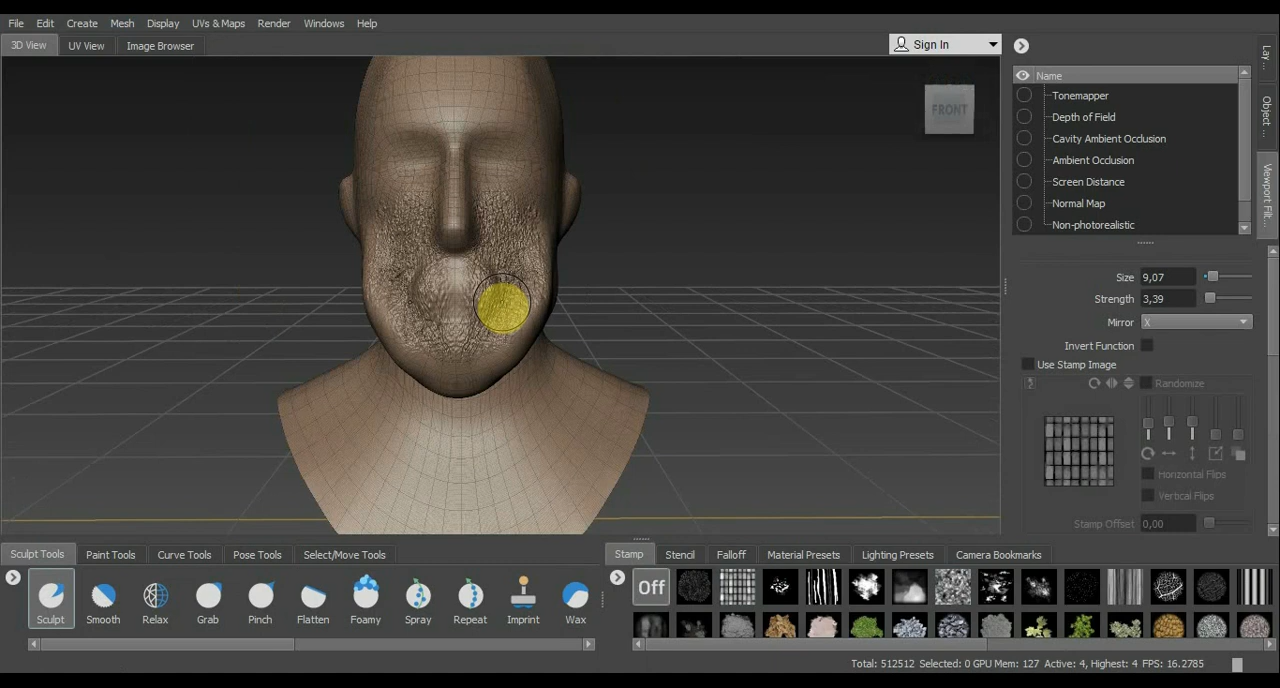 File Edit Create Mesh Display UVs & Maps Render Windows Help
3D View UV View Image Browser Sign In
FRONT
Name
Tonemapper
Depth of Field
Cavity Ambient Occlusion
Ambient Occlusion
Screen Distance
Normal Map
Non-photorealistic
Lay...
Object ...
Viewport Filt...
Size 9,07
Strength 3,39
Mirror X
Invert Function
Use Stamp Image
Randomize
Horizontal Flips
Vertical Flips
Stamp Offset 0,00
Sculpt Tools Paint Tools Curve Tools Pose Tools Select/Move Tools
Sculpt Smooth Relax Grab Pinch Flatten Foamy Spray Repeat Imprint Wax
Stamp Stencil Falloff Material Presets Lighting Presets Camera Bookmarks
Off
Total: 512512 Selected: 0 GPU Mem: 127 Active: 4, Highest: 4 FPS: 16.2785